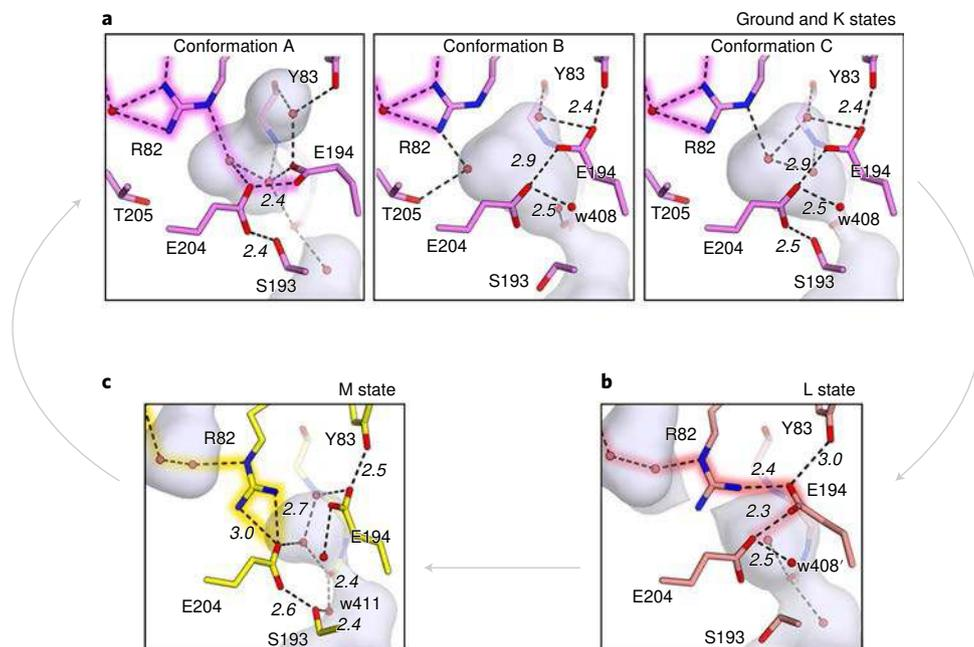 a
Ground and K states
Conformation A
Conformation B
Conformation C
Y83
R82
E194
2.4
T205
E204
2.4
S193
Y83
2.4
R82
2.9
E194
T205
2.5
w408
E204
S193
Y83
2.4
R82
2.9
E194
T205
2.5
w408
E204
2.5
S193
c
M state
R82
Y83
2.5
2.7
3.0
E194
2.4
E204
2.6
w411
2.4
S193
b
L state
R82
Y83
2.4
3.0
E194
2.3
2.5
w408′
E204
S193